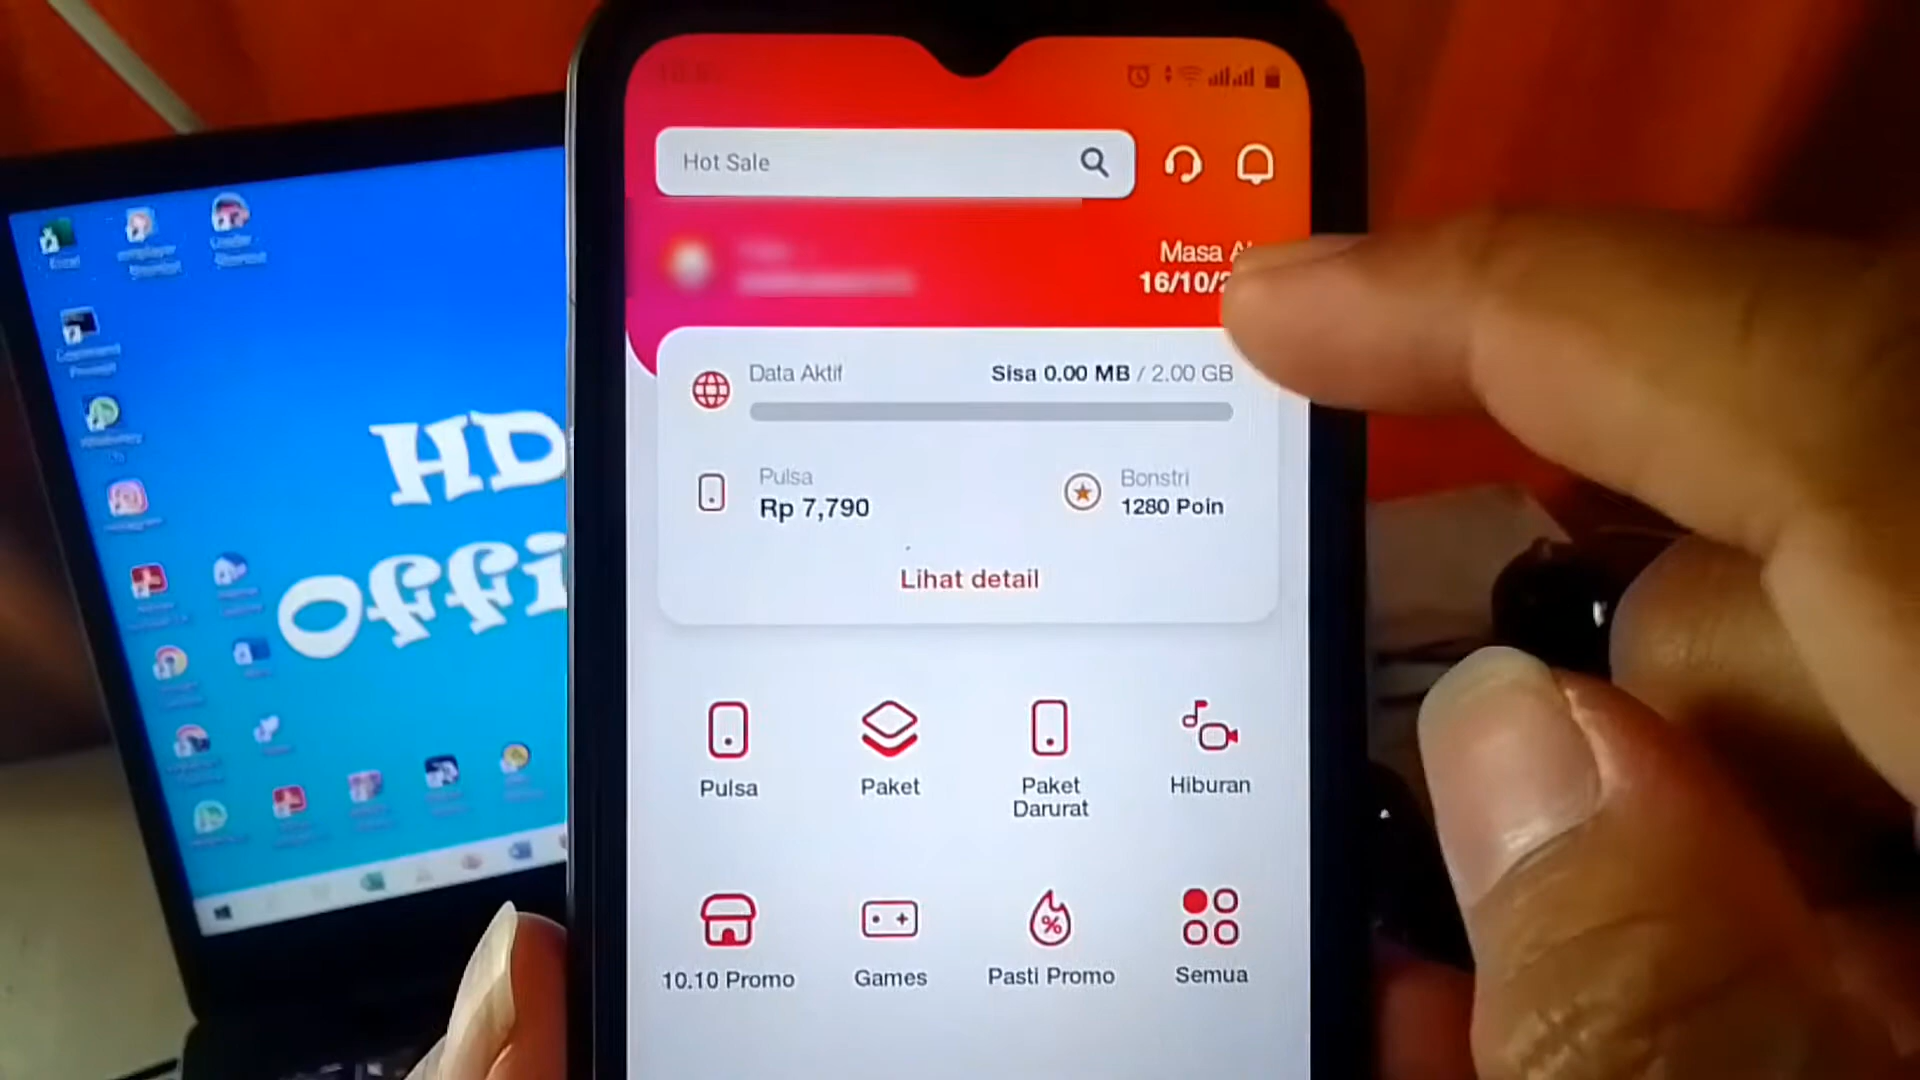 Hot Sale
Masa
16/10/
Data Aktif
Sisa 0.00 MB / 2.00 GB
Pulsa
Rp 7,790
Bonstri
1280 Poin
Lihat detail
Pulsa
Paket
Paket
Darurat
Hiburan
10.10 Promo
Games
Pasti Promo
Semua
HD
Offi